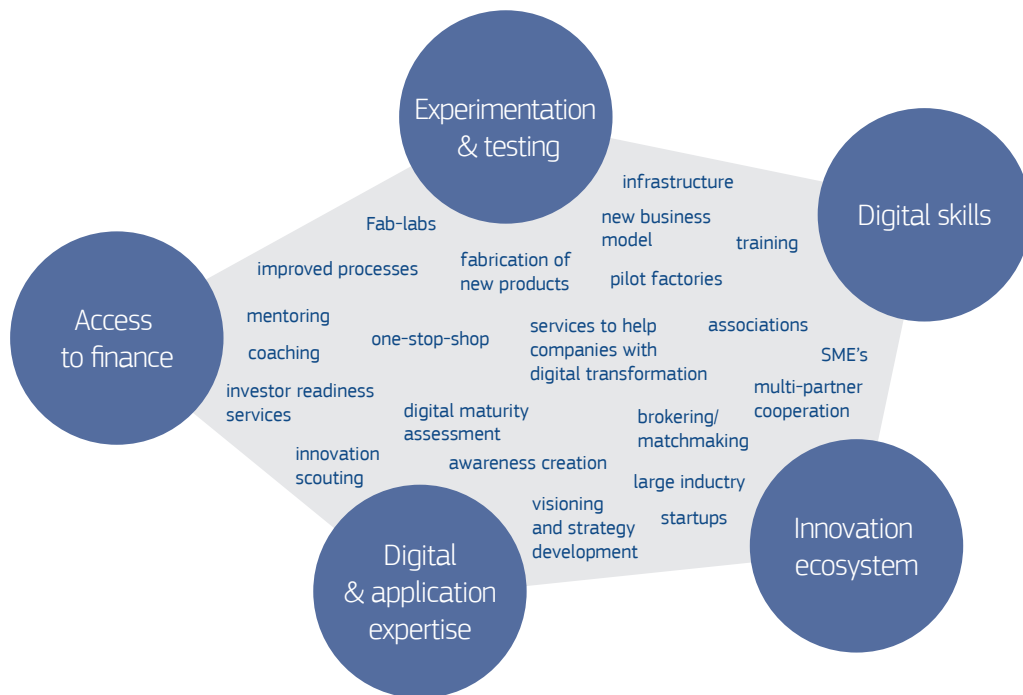 Experimentation
& testing
infrastructure
Digital skills
Fab-labs
new business
model
training
improved processes
fabrication of
new products
pilot factories
Access
to finance
mentoring
one-stop-shop
services to help
companies with
digital transformation
associations
coaching
SME's
investor readiness
services
digital maturity
assessment
multi-partner
cooperation
brokering/
matchmaking
innovation
scouting
awareness creation
large inductry
visioning
and strategy
development
startups
Innovation
ecosystem
Digital
& application
expertise